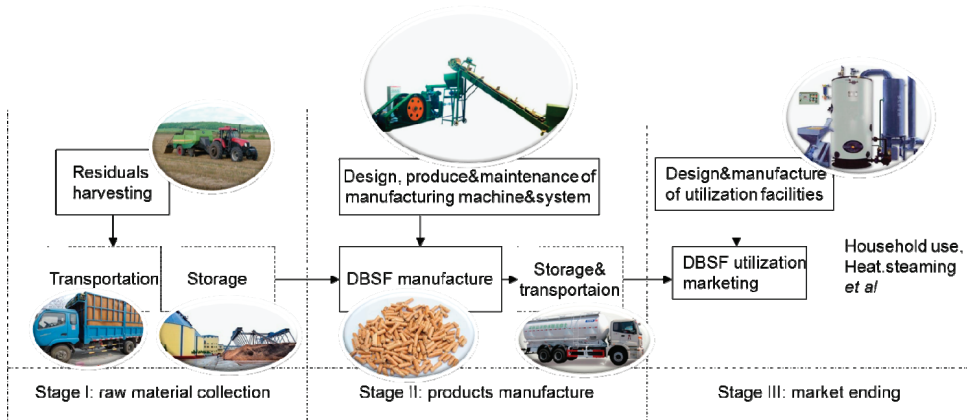 Residuals
harvesting
Transportation
Storage
Stage I: raw material collection
Design, produce&maintenance of
manufacturing machine&system
DBSF manufacture
Storage&
transportaion
Stage II: products manufacture
Design&manufacture
of utilization facilities
DBSF utilization
marketing
Household use,
Heat.steaming
et al
Stage III: market ending